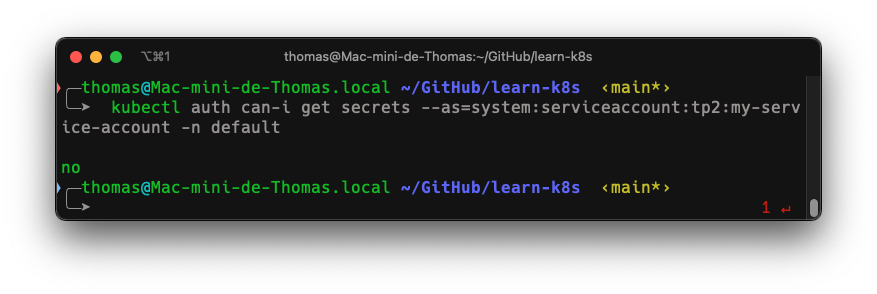 ⌥⌘1
thomas@Mac-mini-de-Thomas:~/GitHub/learn-k8s
╭─thomas@Mac-mini-de-Thomas.local ~/GitHub/learn-k8s ‹main*›
╰─➤ kubectl auth can-i get secrets --as=system:serviceaccount:tp2:my-serv
ice-account -n default
no
╭─thomas@Mac-mini-de-Thomas.local ~/GitHub/learn-k8s ‹main*›
╰─➤ 1 ↵